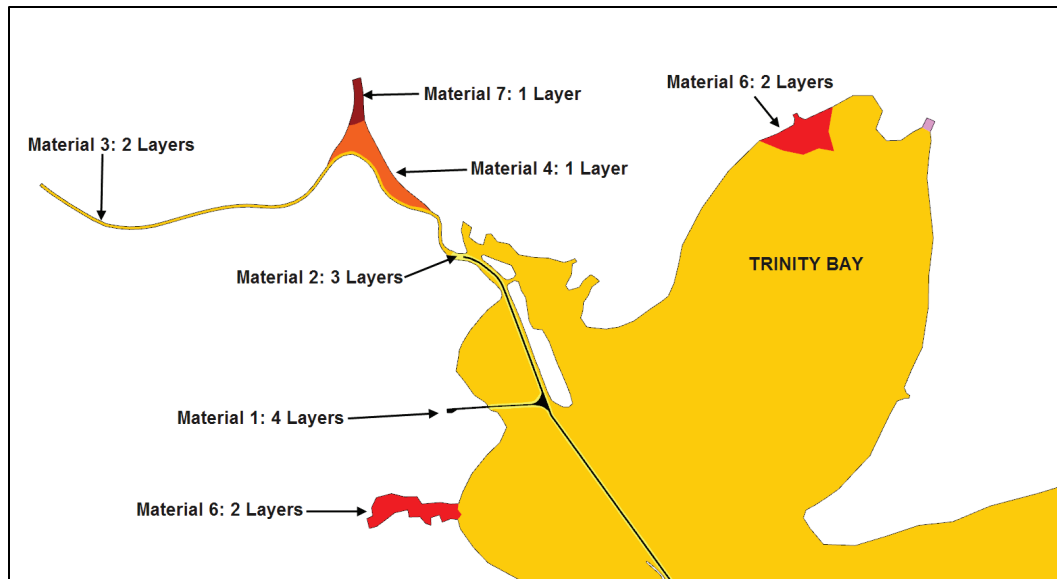 Material 6: 2 Layers
Material 7: 1 Layer
Material 3: 2 Layers
Material 4: 1 Layer
TRINITY BAY
Material 2: 3 Layers
Material 1: 4 Layers
Material 6: 2 Layers